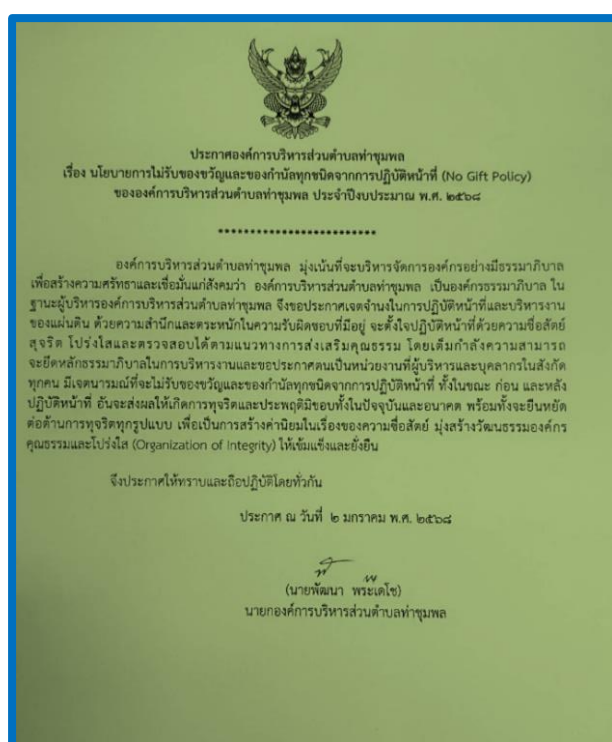 ประกาศองค์การบริหารส่วนตำบลท่าขุมพล
เรื่อง นโยบายการไม่รับของขวัญและของกำนัลทุกชนิดจากการปฏิบัติหน้าที่ (No Gift Policy)
ขององค์การบริหารส่วนตำบลท่าชุมพล ประจำปีงบประมาณ พ.ศ. ๒๕๖๘
*************************
องค์การบริหารส่วนตำบลท่าชุมพล มุ่งเน้นที่จะบริหารจัดการองค์กรอย่างมีธรรมาภิบาล
เพื่อสร้างความศรัทธาและเชื่อมั่นแก่สังคมว่า องค์การบริหารส่วนตำบลท่าชุมพล เป็นองค์กรธรรมาภิบาล ใน
ฐานะผู้บริหารองค์การบริหารส่วนตำบลท่าชุมพล จึงขอประกาศเจตจำนงในการปฏิบัติหน้าที่และบริหารงาน
ของแผ่นดิน ด้วยความสำนึกและตระหนักในความรับผิดชอบที่มีอยู่ จะตั้งใจปฏิบัติหน้าที่ด้วยความซื่อสัตย์
สุจริต โปร่งใสและตรวจสอบได้ตามแนวทางการส่งเสริมคุณธรรม โดยเต็มกำลังความสามารถ
จะยึดหลักธรรมาภิบาลในการบริหารงานและขอประกาศตนเป็นหน่วยงานที่ผู้บริหารและบุคลากรในสังกัด
ทุกคน มีเจตนารมณ์ที่จะไม่รับของขวัญและของกำนัลทุกชนิดจากการปฏิบัติหน้าที่ ทั้งในขณะ ก่อน และหลัง
ปฏิบัติหน้าที่ อันจะส่งผลให้เกิดการทุจริตและประพฤติมิชอบทั้งในปัจจุบันและอนาคต พร้อมทั้งจะยืนหยัด
ต่อต้านการทุจริตทุกรูปแบบ เพื่อเป็นการสร้างค่านิยมในเรื่องของความซื่อสัตย์ มุ่งสร้างวัฒนธรรมองค์กร
คุณธรรมและโปร่งใส (Organization of Integrity) ให้เข้มแข็งและยั่งยืน
จึงประกาศให้ทราบและถือปฏิบัติโดยทั่วกัน
ประกาศ ณ วันที่ ๒ มกราคม พ.ศ. ๒๕๖๘
(นายพัฒนา พระเดโช)
นายกองค์การบริหารส่วนตำบลท่าชุมพล